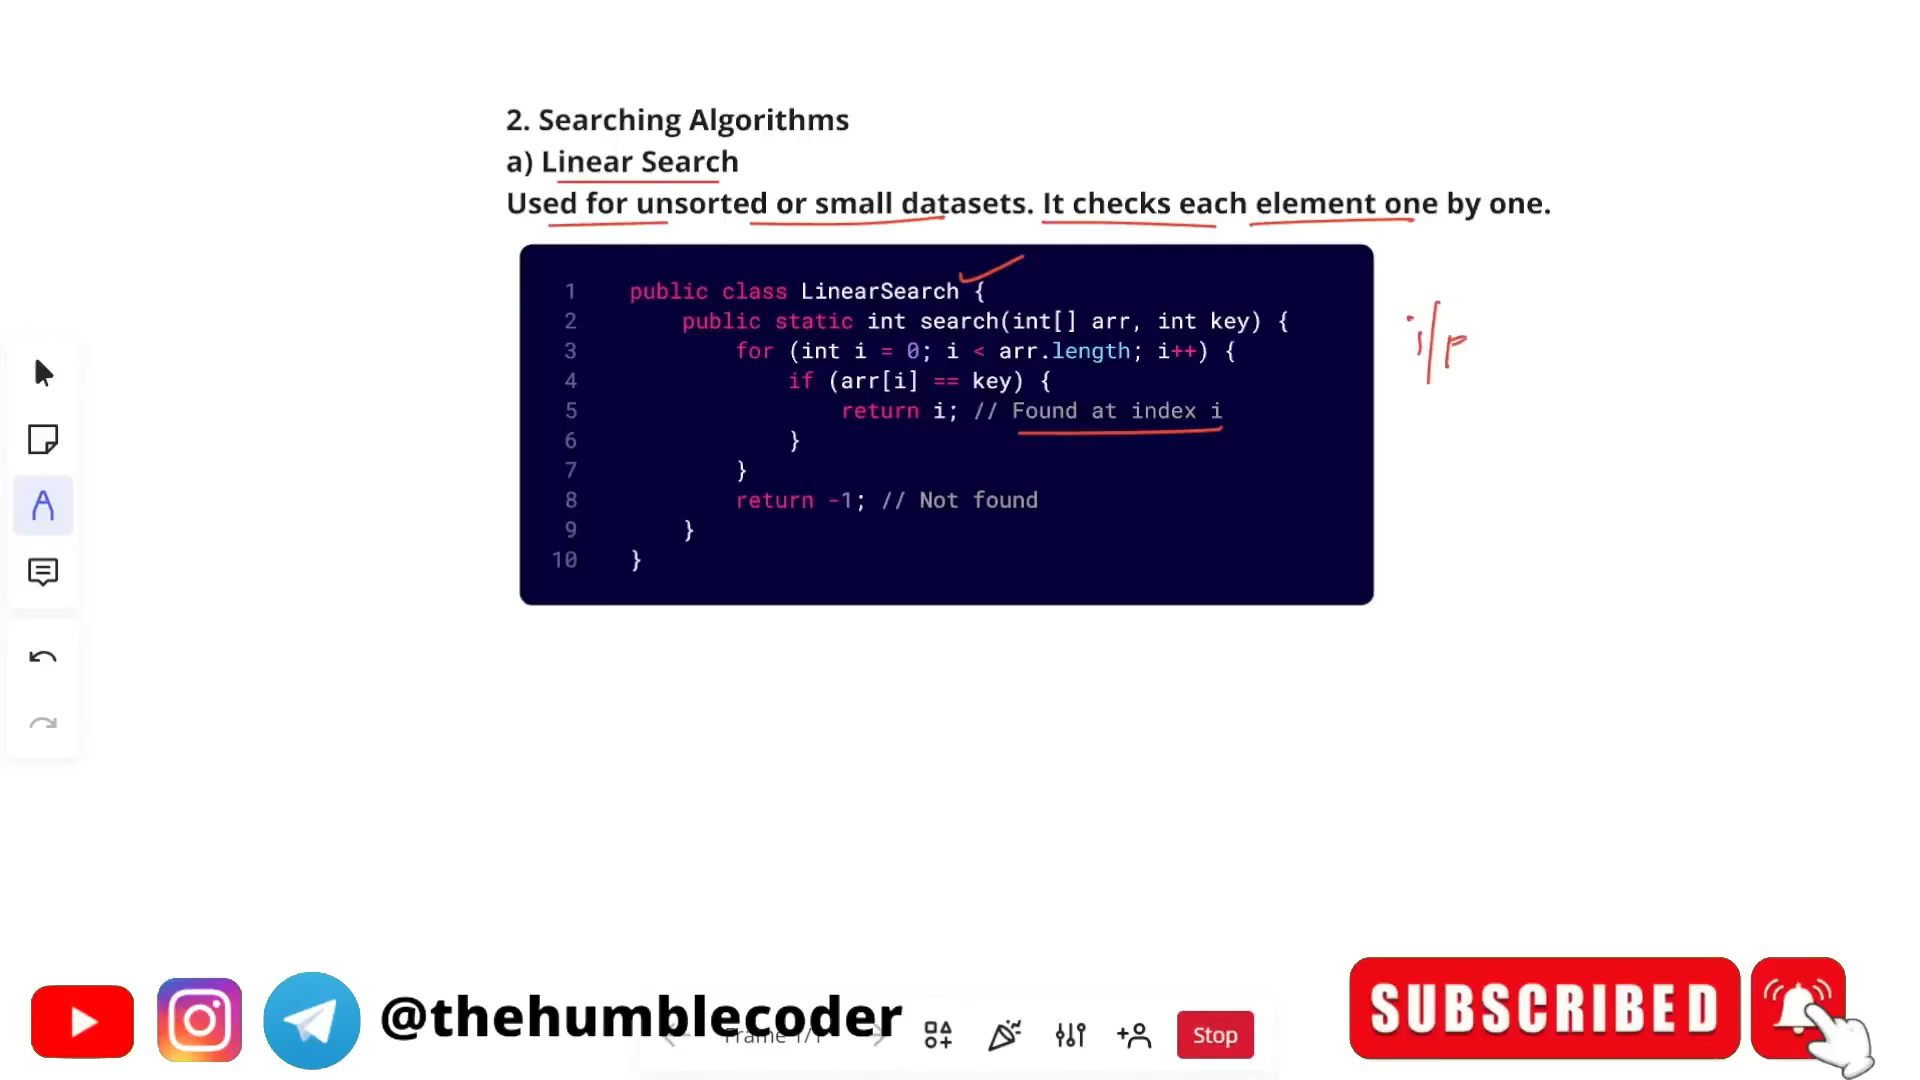 2. Searching Algorithms
a) Linear Search
Used for unsorted or small datasets. It checks each element one by one.
1 public class LinearSearch {
2 public static int search(int[] arr, int key) {
3 for (int i = 0; i < arr.length; i++) {
4 if (arr[i] == key) {
5 return i; // Found at index i
6 }
7 }
8 return -1; // Not found
9 }
10 }
i/p
@thehumblecoder
Frame 1/1
Stop
SUBSCRIBED